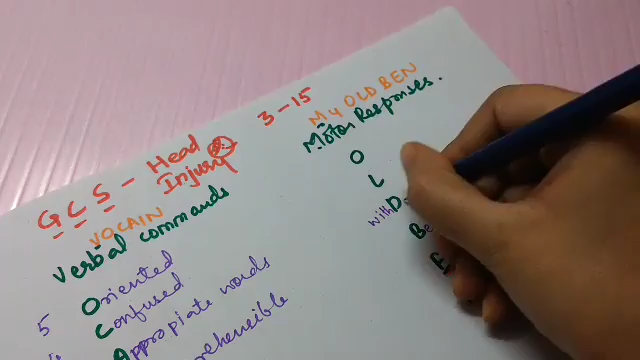 GCS - Head Injury
3-15
VOCAIN
Verbal commands
5 Oriented
Confused
Appropiate words
MY OLD BEN
Motor Responses.
O
L
with D
Be
E